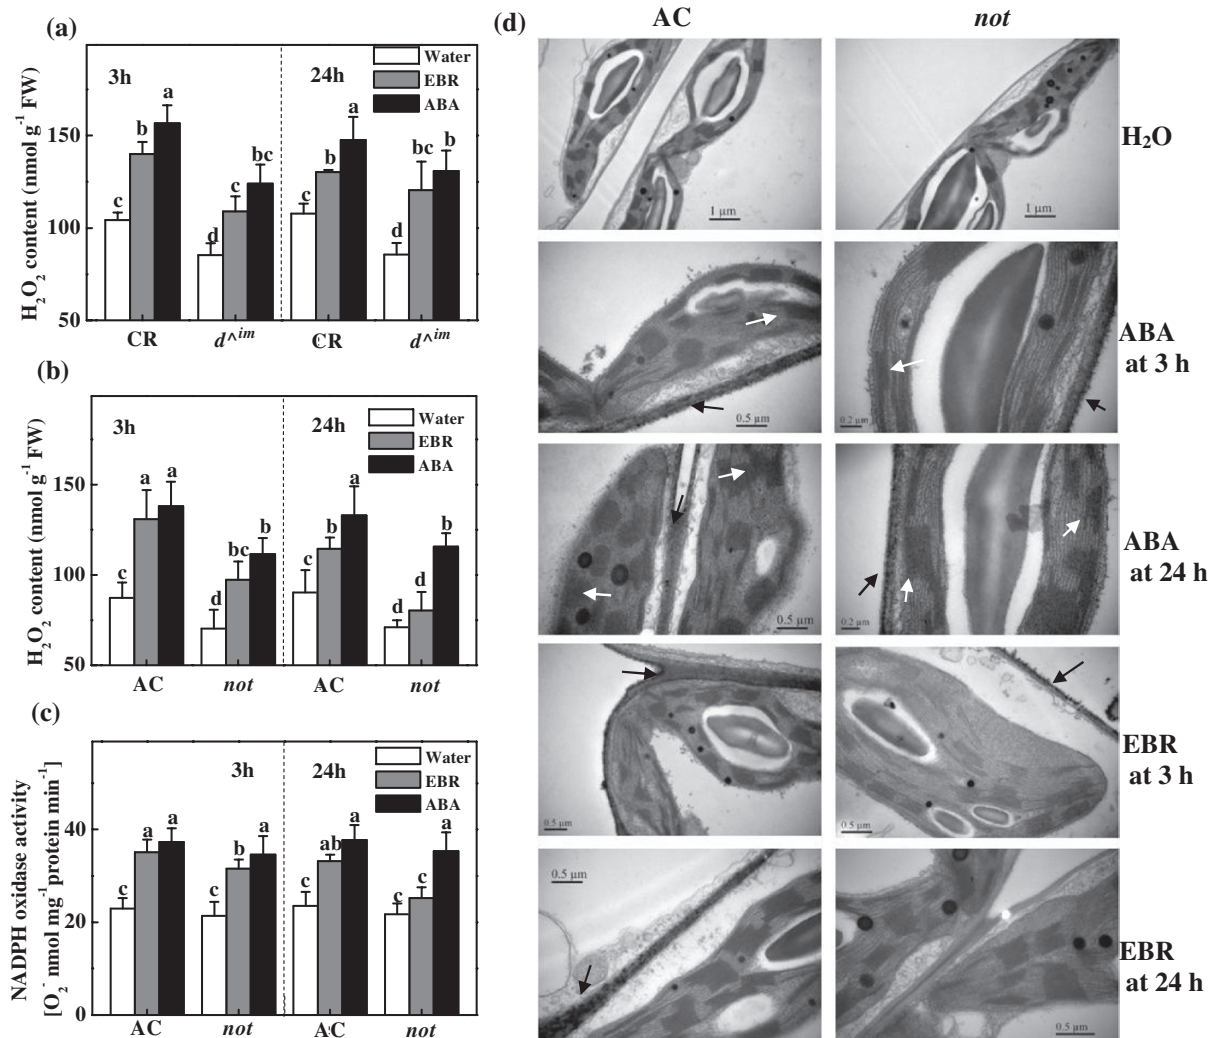 (a)
H₂O₂ content (nmol g⁻¹ FW)
150
100
50
3h
24h
Water
EBR
ABA
c
b
a
d
c
bc
c
b
a
d
bc
b
CR
d^im
CR
d^im
(b)
H₂O₂ content (nmol g⁻¹ FW)
150
100
50
3h
24h
Water
EBR
ABA
c
a
a
d
bc
b
c
b
a
d
d
b
AC
not
AC
not
(c)
NADPH oxidase activity
[O₂⁻ nmol mg⁻¹ protein min⁻¹]
40
20
0
3h
24h
Water
EBR
ABA
c
a
a
c
b
a
c
ab
a
c
c
a
AC
not
AC
not
(d)
AC
not
1 µm
1 µm
H₂O
0.5 µm
0.2 µm
ABA
at 3 h
0.5 µm
0.2 µm
ABA
at 24 h
0.5 µm
0.5 µm
EBR
at 3 h
0.5 µm
0.5 µm
EBR
at 24 h